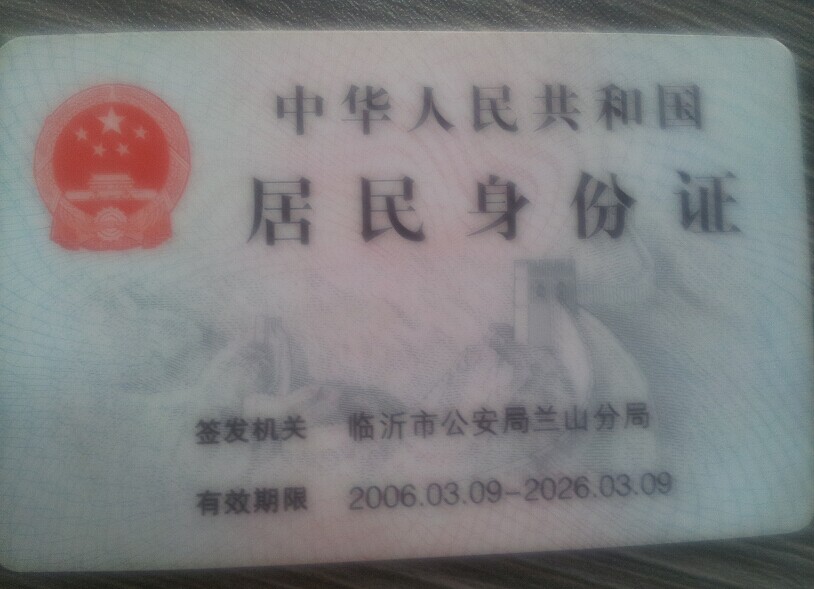 中华人民共和国
居民身份证
签发机关 临沂市公安局兰山分局
有效期限 2006.03.09-2026.03.09